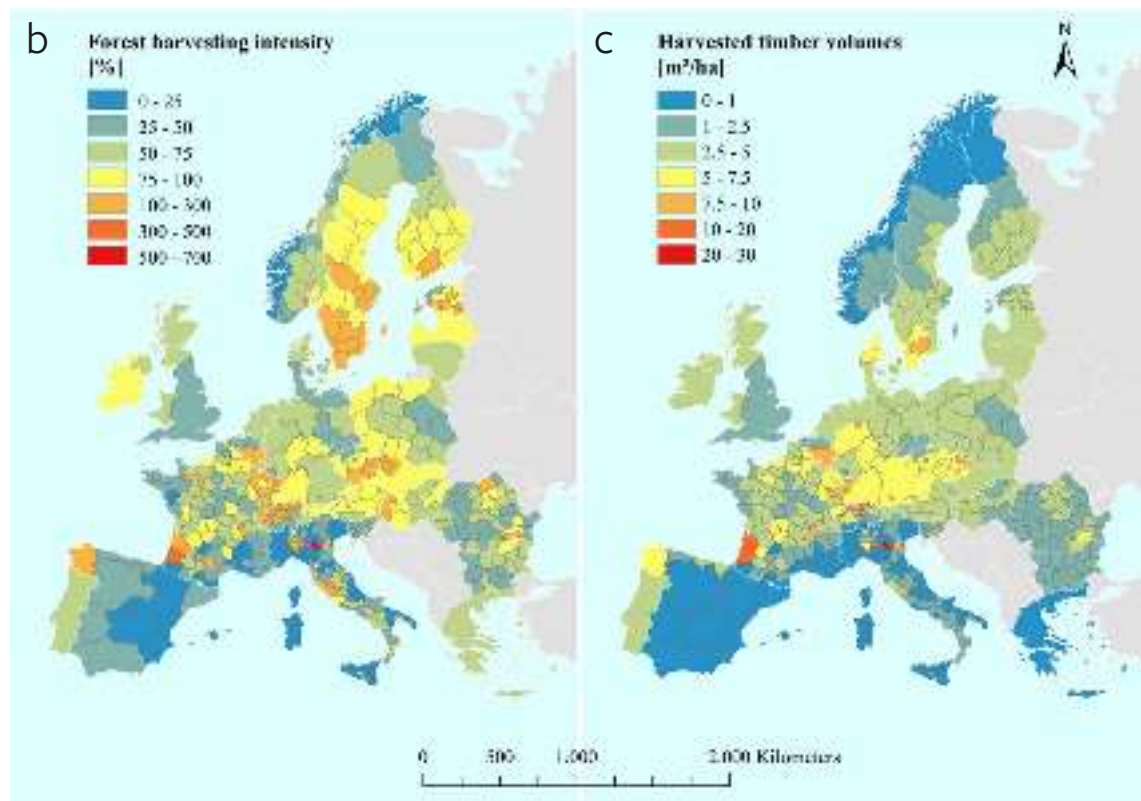 b
Forest harvesting intensity
[%]
0 - 25
25 - 50
50 - 75
75 - 100
100 - 300
300 - 500
500 - 700
c
Harvested timber volumes
[m³/ha]
0 - 1
1 - 2.5
2.5 - 5
5 - 7.5
7.5 - 10
10 - 20
20 - 30
N
0 500 1.000 2.000 Kilometers